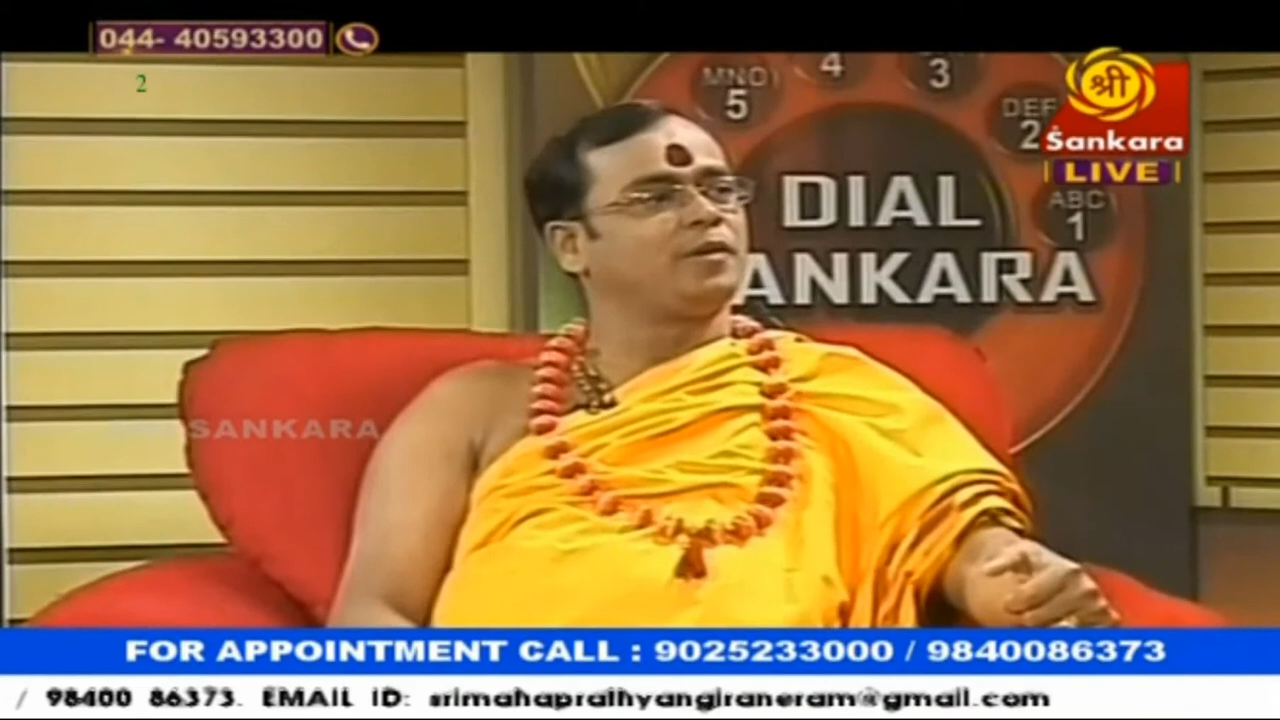 044- 40593300
2
MNO
5
4
3
DEF
2
श्री
Sankara
LIVE
ABC
1
DIAL
ANKARA
SANKARA
FOR APPOINTMENT CALL : 9025233000 / 9840086373
/ 98400 86373. EMAIL ID: srimahaprathyangiraneram@gmail.com